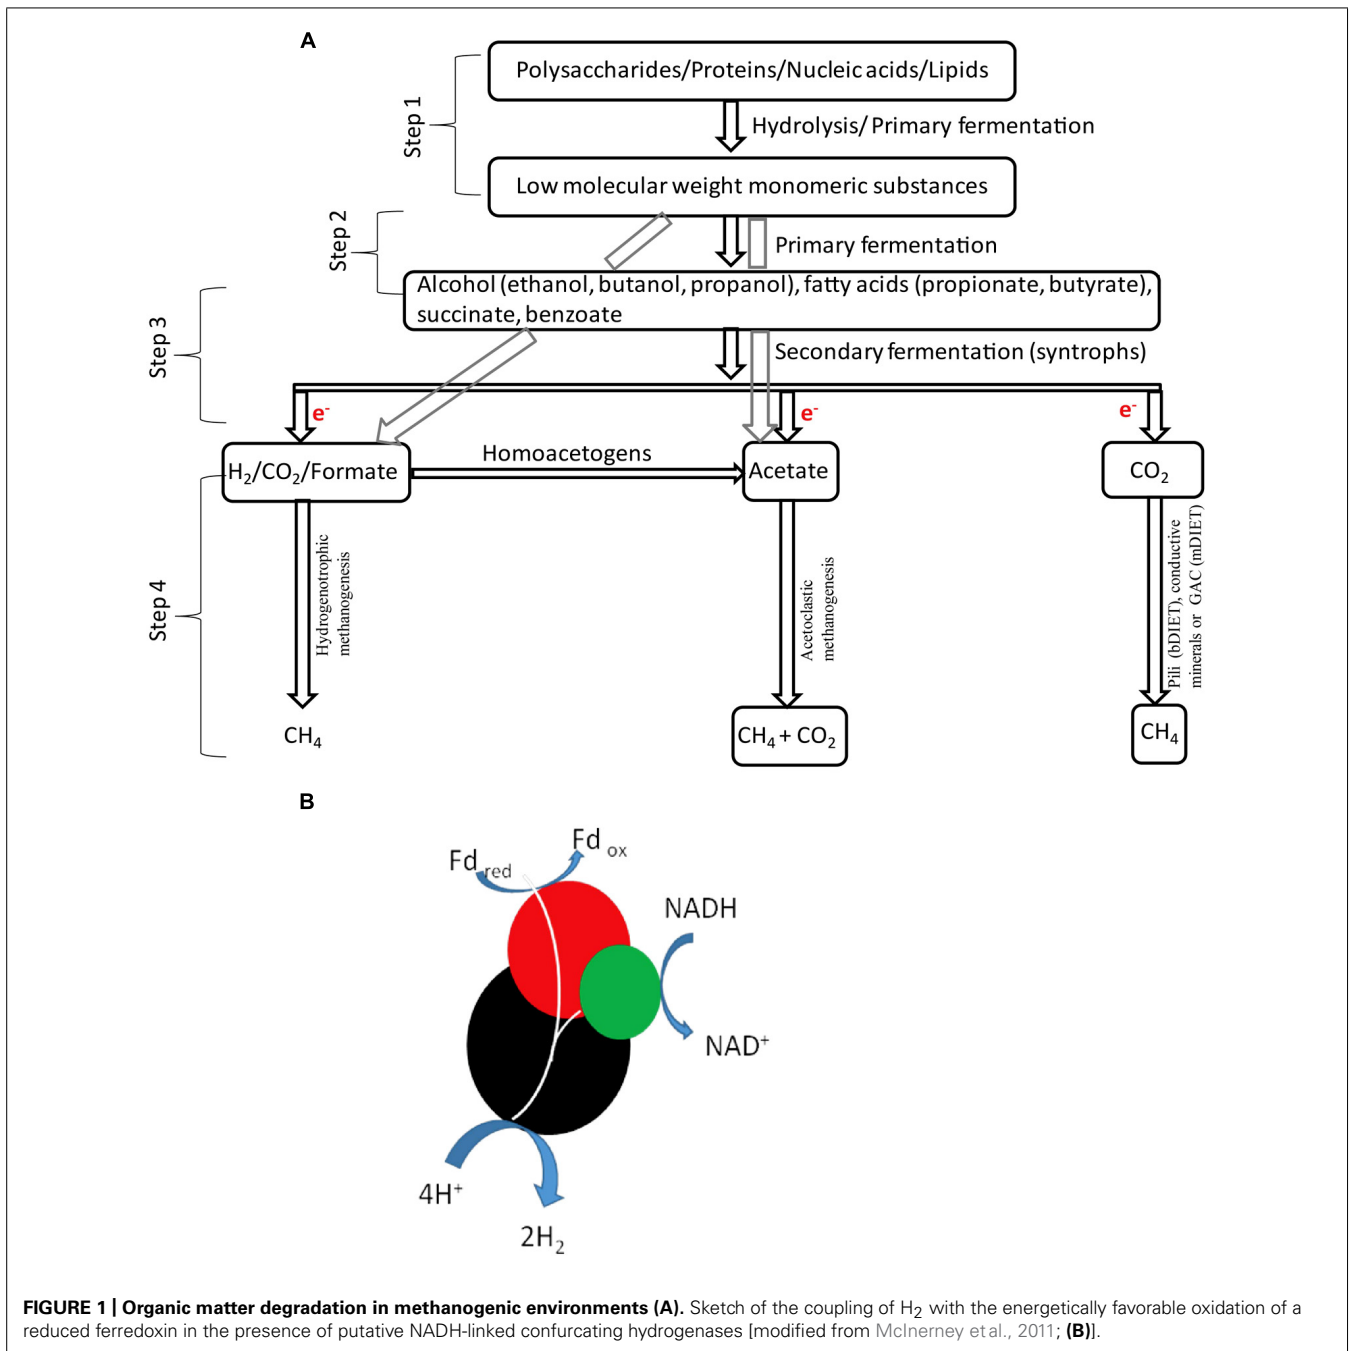 A
Polysaccharides/Proteins/Nucleic acids/Lipids
Step 1
Hydrolysis/ Primary fermentation
Low molecular weight monomeric substances
Step 2
Primary fermentation
Alcohol (ethanol, butanol, propanol), fatty acids (propionate, butyrate),
succinate, benzoate
Step 3
Secondary fermentation (syntrophs)
e⁻
e⁻
e⁻
H₂/CO₂/Formate
Homoacetogens
Acetate
CO₂
Step 4
Hydrogenotrophic
methanogenesis
Acetoclastic
methanogenesis
Pili (bDIET), conductive
minerals or GAC (mDIET)
CH₄
CH₄ + CO₂
CH₄
B
Fd red
Fd ox
NADH
NAD⁺
4H⁺
2H₂
FIGURE 1 | Organic matter degradation in methanogenic environments (A). Sketch of the coupling of H₂ with the energetically favorable oxidation of a
reduced ferredoxin in the presence of putative NADH-linked confurcating hydrogenases [modified from McInerney et al., 2011; (B)].